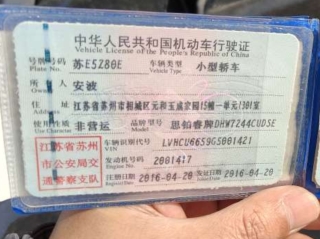 中华人民共和国机动车行驶证
Vehicle License of the People's Republic of China
号牌号码 苏E5Z80E 车辆类型 小型轿车
Plate No. Vehicle Type
所有人 安波
Owner
住址 江苏省苏州市相城区元和玉成家园15幢一单元1301室
Address
使用性质 非营运 品牌型号 思铂睿牌DHW7244CUDSE
Use Character Model
江苏省苏州市公安局交通警察支队
车辆识别代号 LVHCU6659G5001421
VIN
发动机号码 2001417
Engine No.
注册日期 2016-04-20 发证日期 2016-04-20
Register Date Issue Date